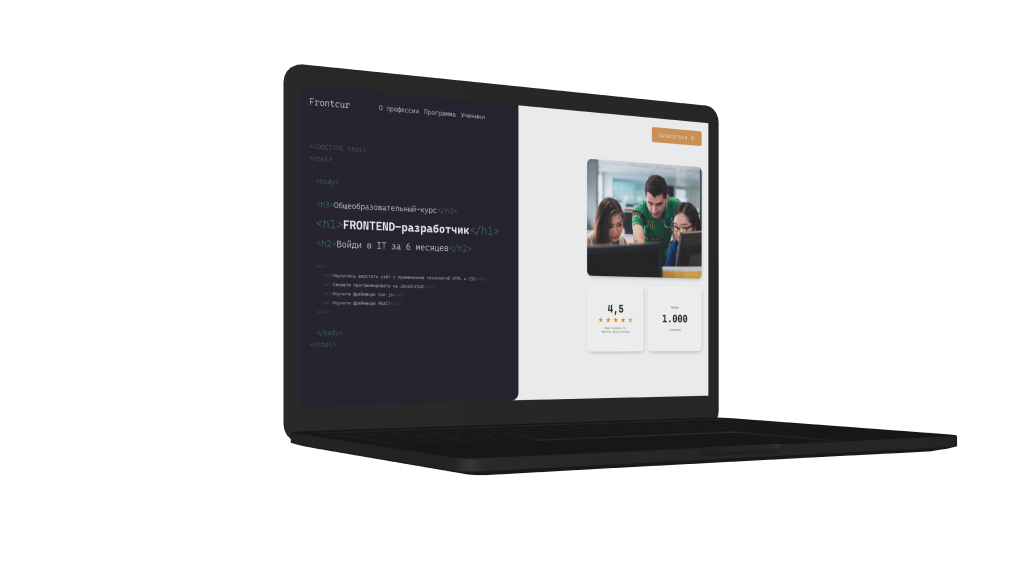 Frontcur
О профессии Программа Ученики
Записаться
<!DOCTYPE html>
<html>
<body>
<h3>Общеобразовательный-курс</h3>
<h1>FRONTEND-разработчик</h1>
<h2>Войди в IT за 6 месяцев</h2>
<ul>
<li>Научитесь верстать сайт с применением технологий HTML и CSS</li>
<li>Сможете программировать на JavaScript</li>
<li>Изучите фреймворк Vue.js</li>
<li>Изучите фреймворк REACT</li>
</ul>
</body>
</html>
4,5
1.000